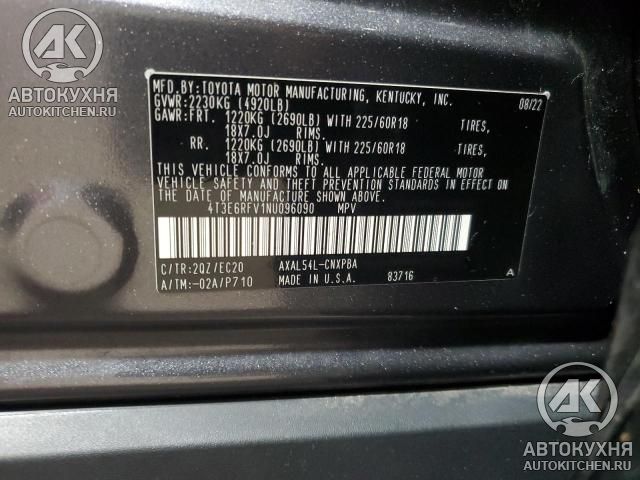 АК
АВТОКУХНЯ
AUTOKITCHEN.RU
MFD.BY:TOYOTA MOTOR MANUFACTURING, KENTUCKY, INC.
GVWR:2230KG (4920LB) 08/22
GAWR:FRT. 1220KG (2690LB) WITH 225/60R18 TIRES,
18X7.0J RIMS.
RR. 1220KG (2690LB) WITH 225/60R18 TIRES,
18X7.0J RIMS.
THIS VEHICLE CONFORMS TO ALL APPLICABLE FEDERAL MOTOR
VEHICLE SAFETY AND THEFT PREVENTION STANDARDS IN EFFECT ON
THE DATE OF MANUFACTURE SHOWN ABOVE.
4T3E6RFV1NU096090 MPV
C/TR:2QZ/EC20 AXAL54L-CNXPBA
A/TM:-02A/P710 MADE IN U.S.A. 83716 A
АК
АВТОКУХНЯ
AUTOKITCHEN.RU